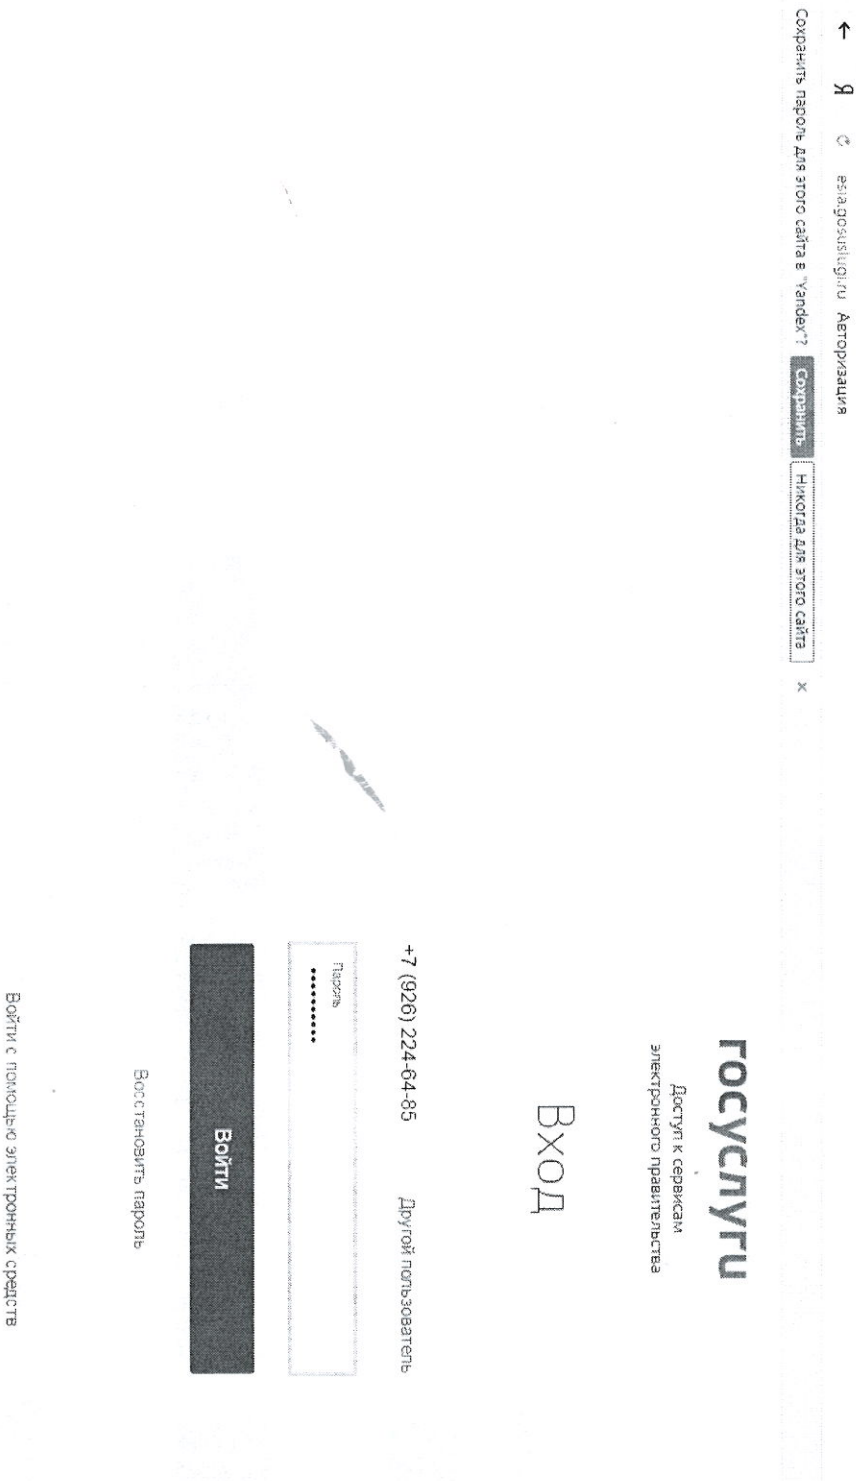 ← Я esia.gosuslugi.ru Авторизация
Сохранить пароль для этого сайта в "Yandex"? Сохранить Никогда для этого сайта ×
госуслуги
Доступ к сервисам
электронного правительства
Вход
+7 (926) 224-64-85 Другой пользователь
Пароль
•••••••••••
Войти
Восстановить пароль
Войти с помощью электронных средств